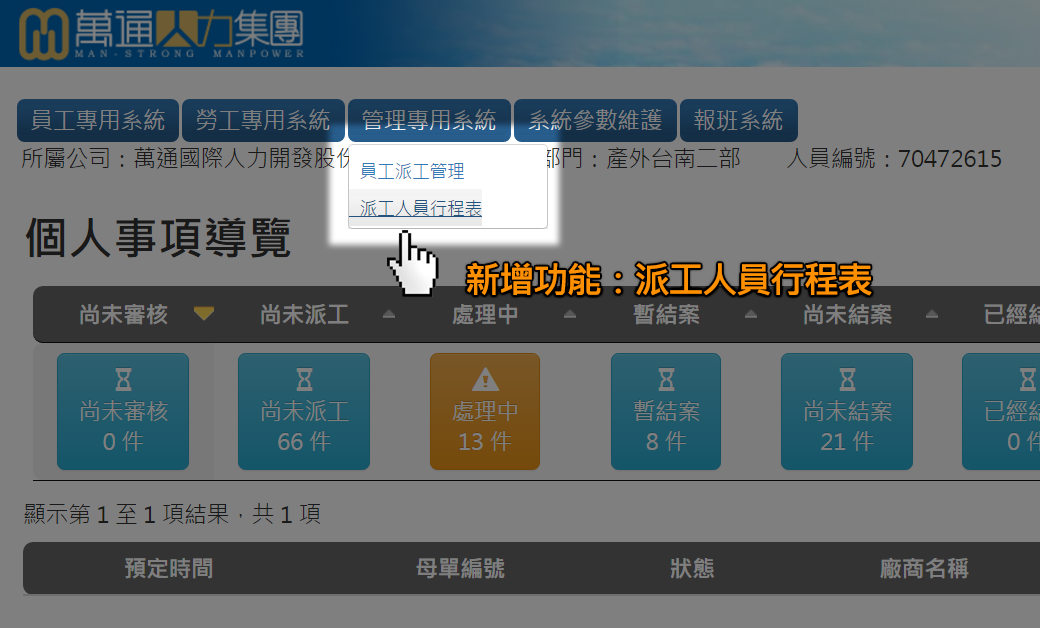 萬通人力集團
MAN-STRONG MANPOWER
員工專用系統 勞工專用系統 管理專用系統 系統參數維護 報班系統
所屬公司：萬通國際人力開發股份 部門：產外台南二部 人員編號：70472615
員工派工管理
派工人員行程表
個人事項導覽
新增功能：派工人員行程表
尚未審核 尚未派工 處理中 暫結案 尚未結案 已經結
尚未審核 尚未派工 處理中 暫結案 尚未結案 已經結
0 件 66 件 13 件 8 件 21 件 0 件
顯示第 1 至 1 項結果，共 1 項
預定時間 母單編號 狀態 廠商名稱